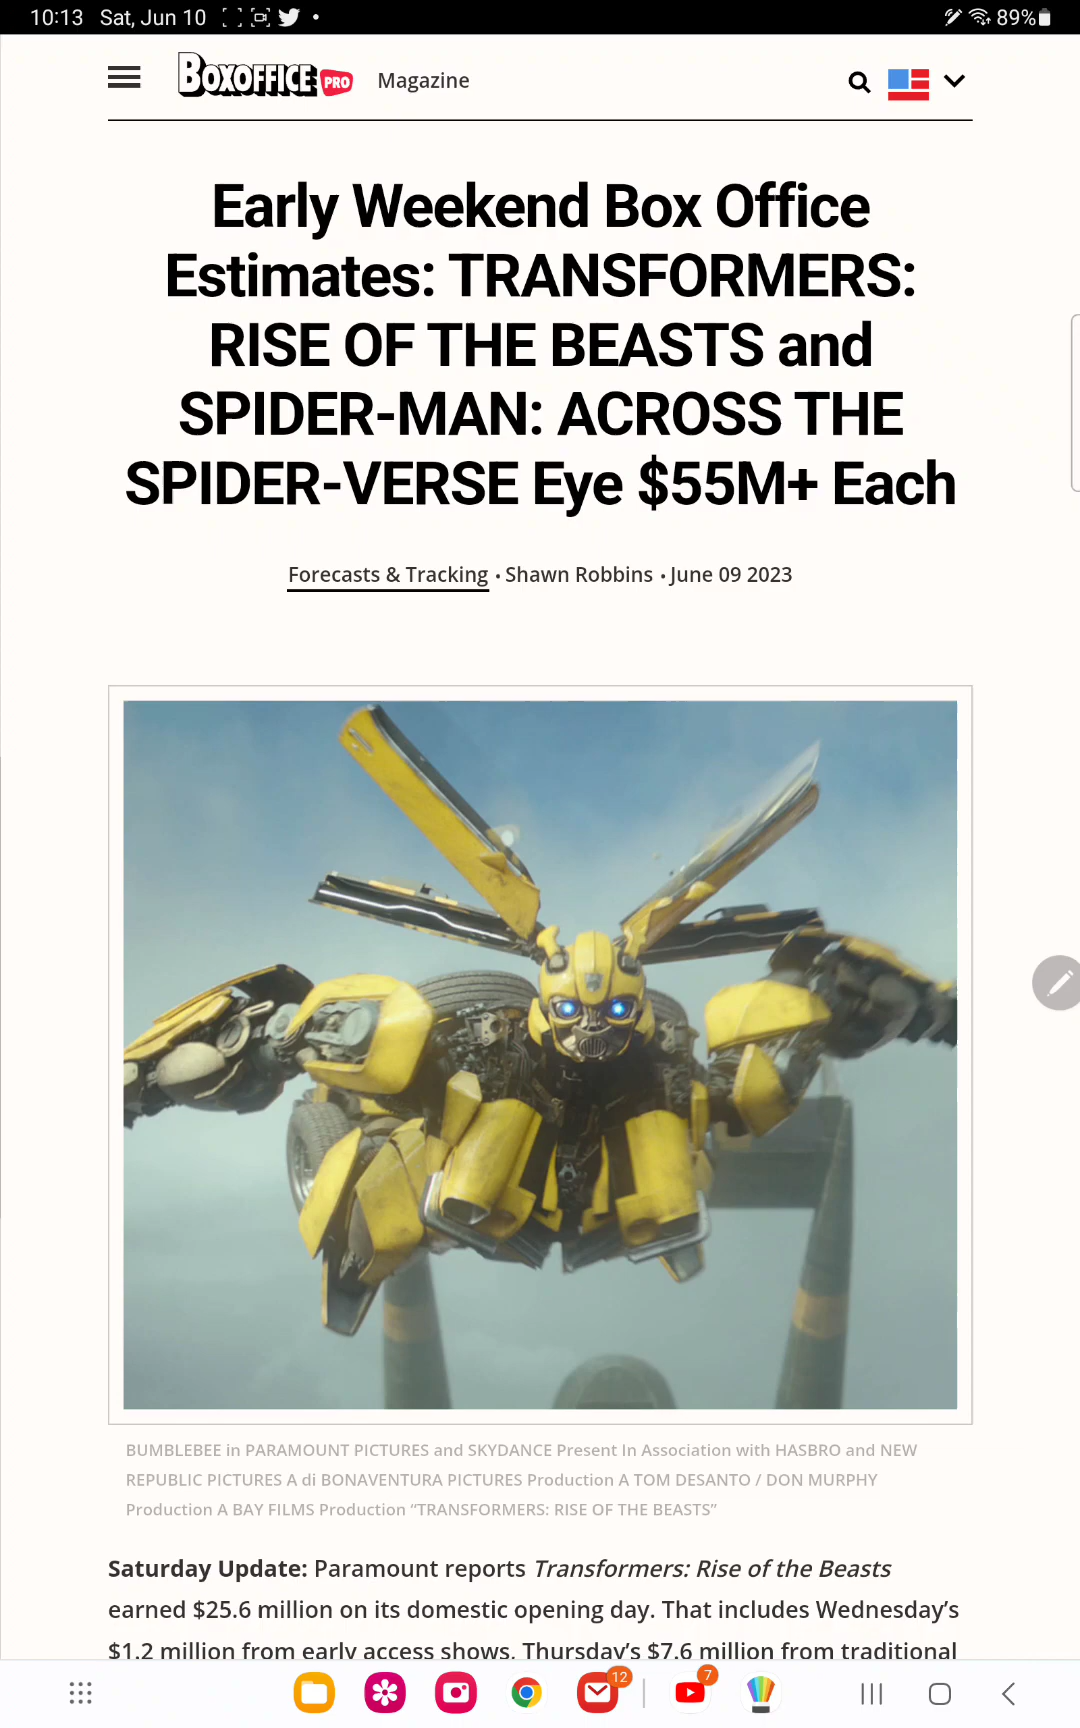 10:13 Sat, Jun 10
89%
BOXOFFICE PRO Magazine
Early Weekend Box Office
Estimates: TRANSFORMERS:
RISE OF THE BEASTS and
SPIDER-MAN: ACROSS THE
SPIDER-VERSE Eye $55M+ Each
Forecasts & Tracking • Shawn Robbins • June 09 2023
BUMBLEBEE in PARAMOUNT PICTURES and SKYDANCE Present In Association with HASBRO and NEW
REPUBLIC PICTURES A di BONAVENTURA PICTURES Production A TOM DESANTO / DON MURPHY
Production A BAY FILMS Production “TRANSFORMERS: RISE OF THE BEASTS”
Saturday Update: Paramount reports Transformers: Rise of the Beasts
earned $25.6 million on its domestic opening day. That includes Wednesday’s
$1.2 million from early access shows, Thursday’s $7.6 million from traditional
12
7